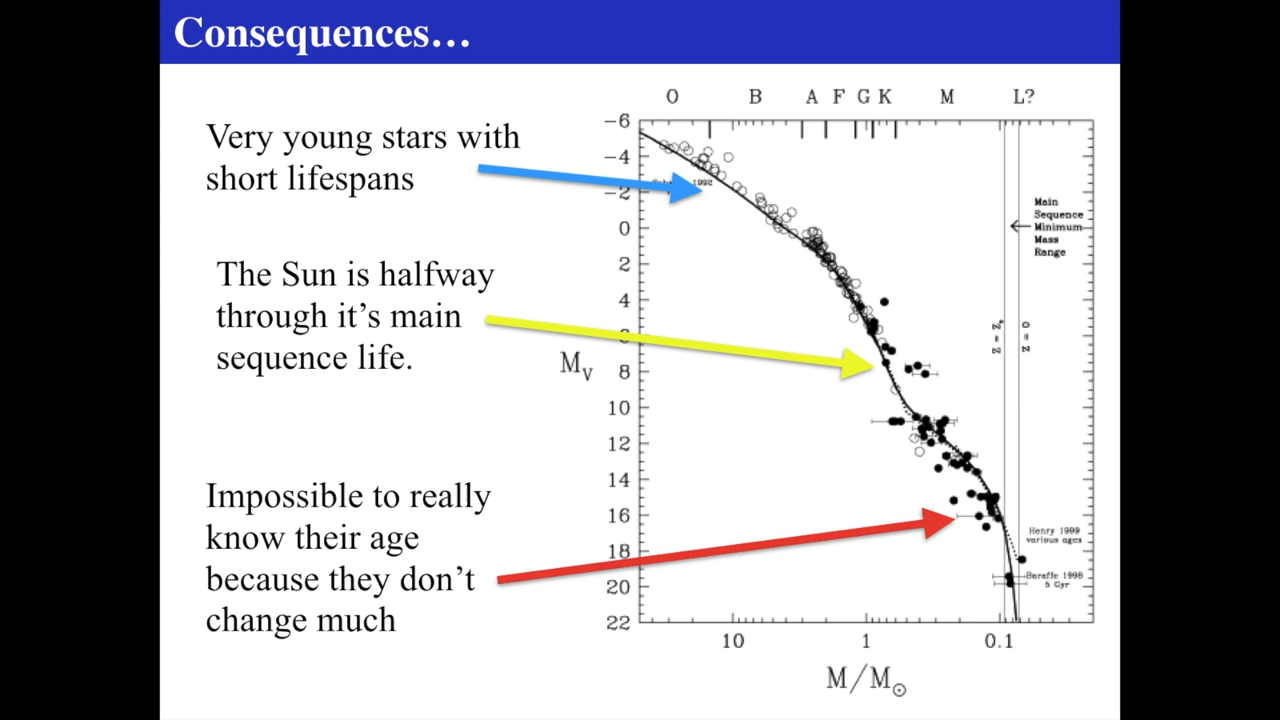 Consequences…
Very young stars with
short lifespans
The Sun is halfway
through it’s main
sequence life.
Impossible to really
know their age
because they don’t
change much
O B A F G K M L?
−6
−4
−2
0
2
4
6
8
10
12
14
16
18
20
22
M_V
1992
Main
Sequence
Minimum
Mass
Range
Z = 0
Henry 1999
various ages
Baraffe 1998
5 Gyr
10 1 0.1
M/M⊙